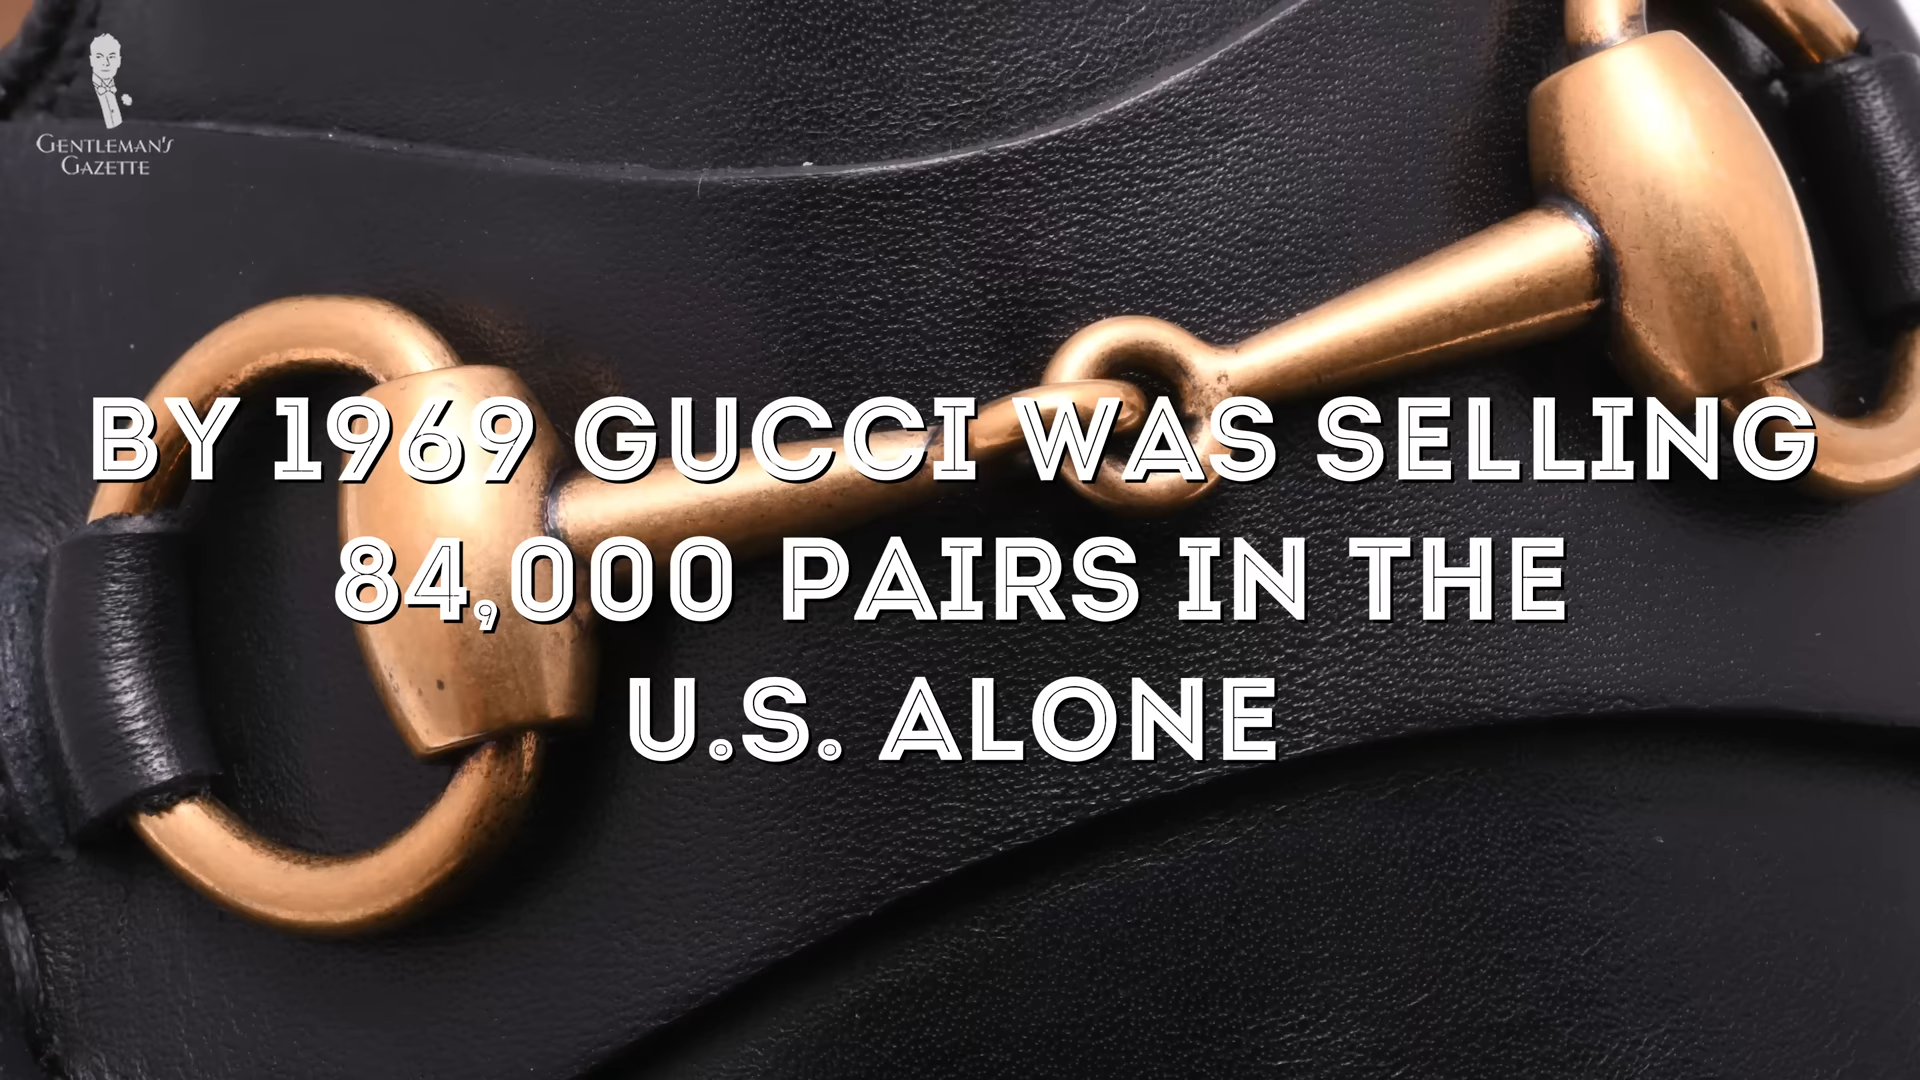 GENTLEMAN'S
GAZETTE
BY 1969 GUCCI WAS SELLING
84,000 PAIRS IN THE
U.S. ALONE